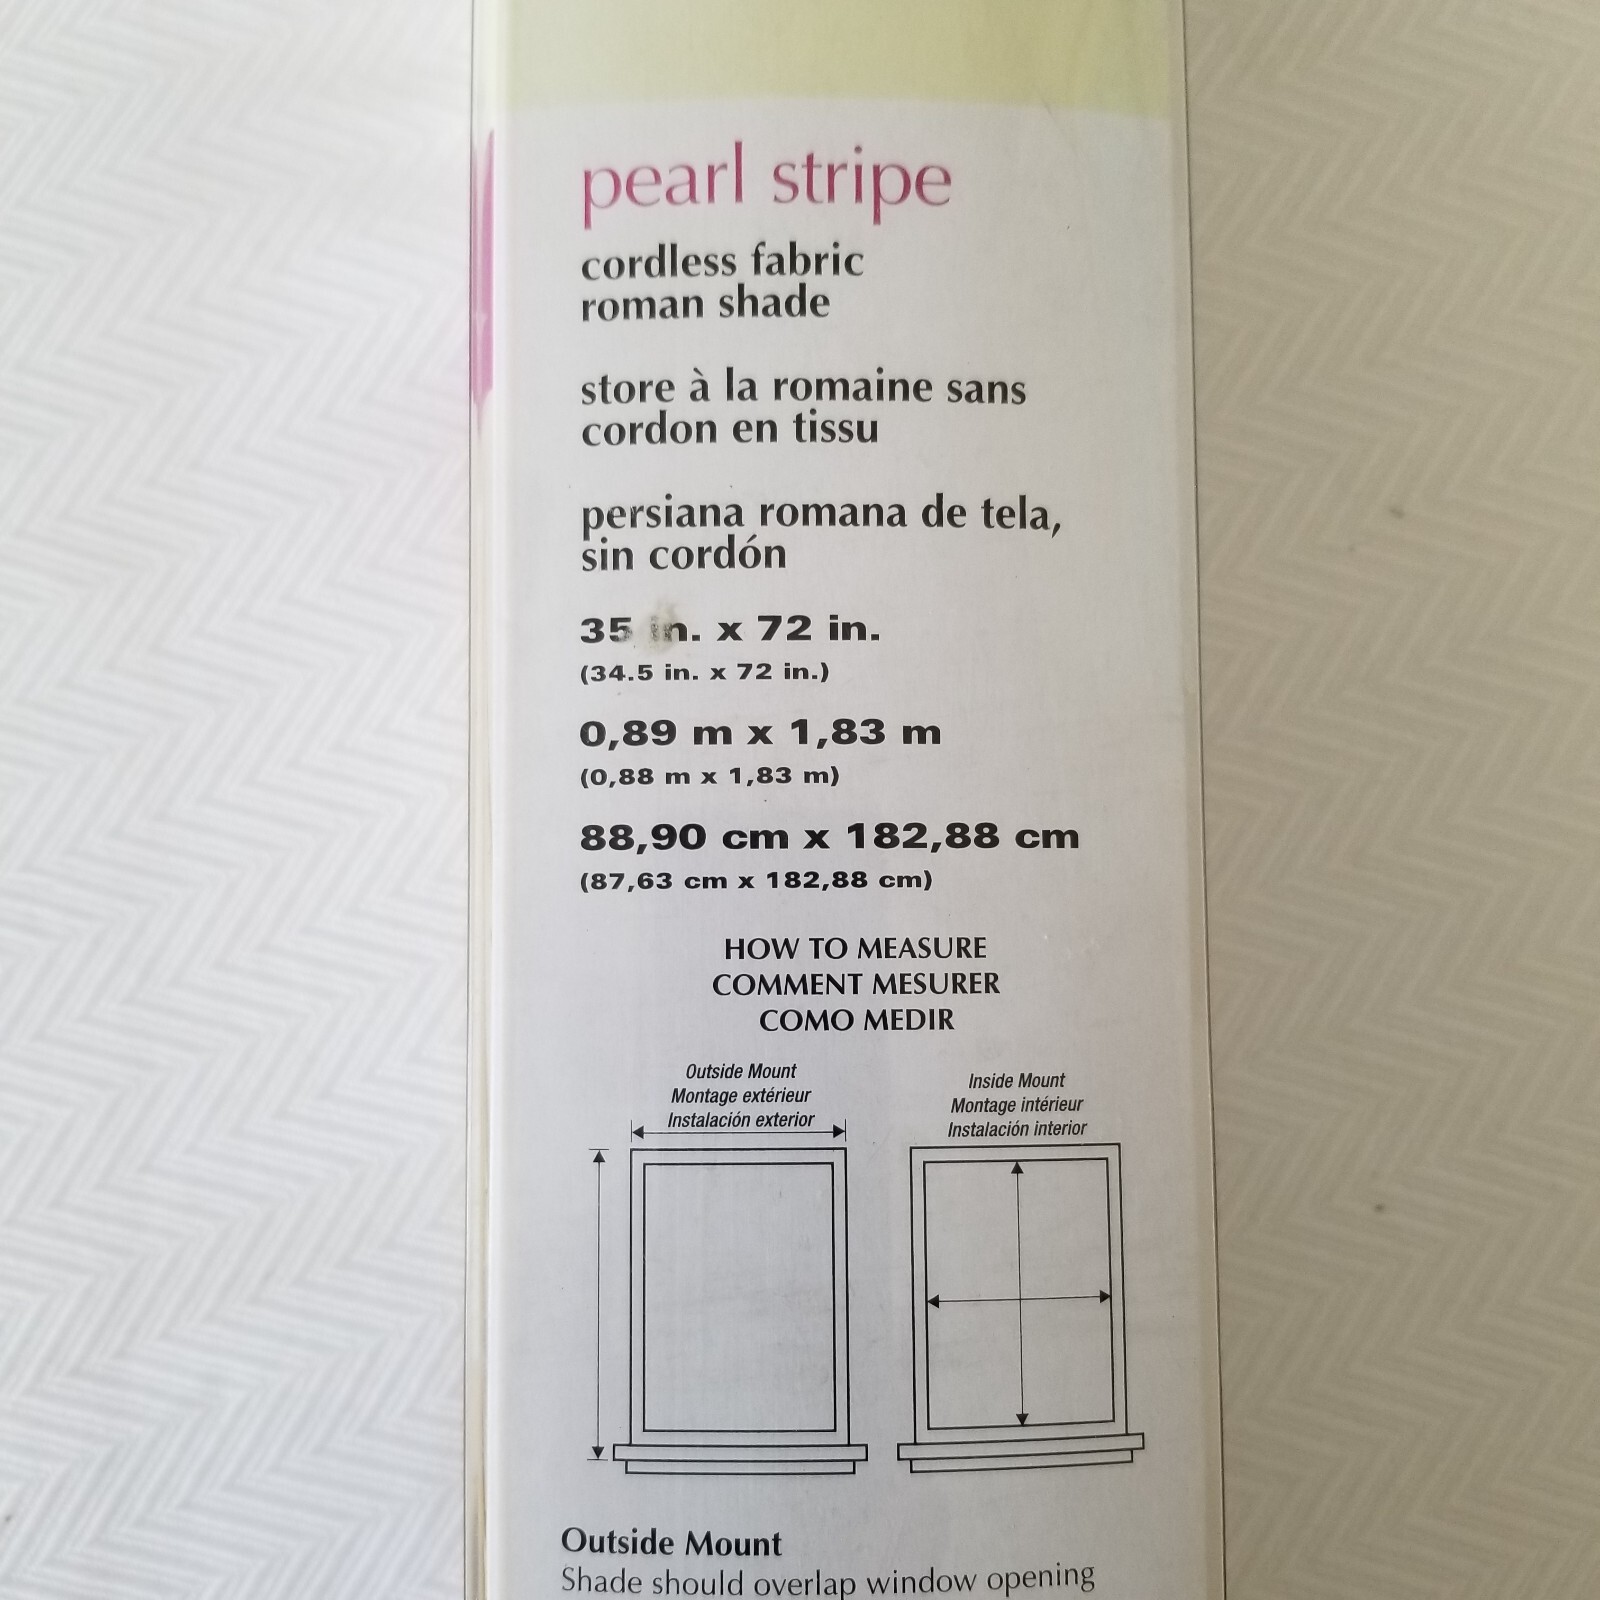 pearl stripe
cordless fabric
roman shade
store à la romaine sans
cordon en tissu
persiana romana de tela,
sin cordón
35 in. x 72 in.
(34.5 in. x 72 in.)
0,89 m x 1,83 m
(0,88 m x 1,83 m)
88,90 cm x 182,88 cm
(87,63 cm x 182,88 cm)
HOW TO MEASURE
COMMENT MESURER
COMO MEDIR
Outside Mount
Montage extérieur
Instalación exterior
Inside Mount
Montage intérieur
Instalación interior
Outside Mount
Shade should overlap window opening